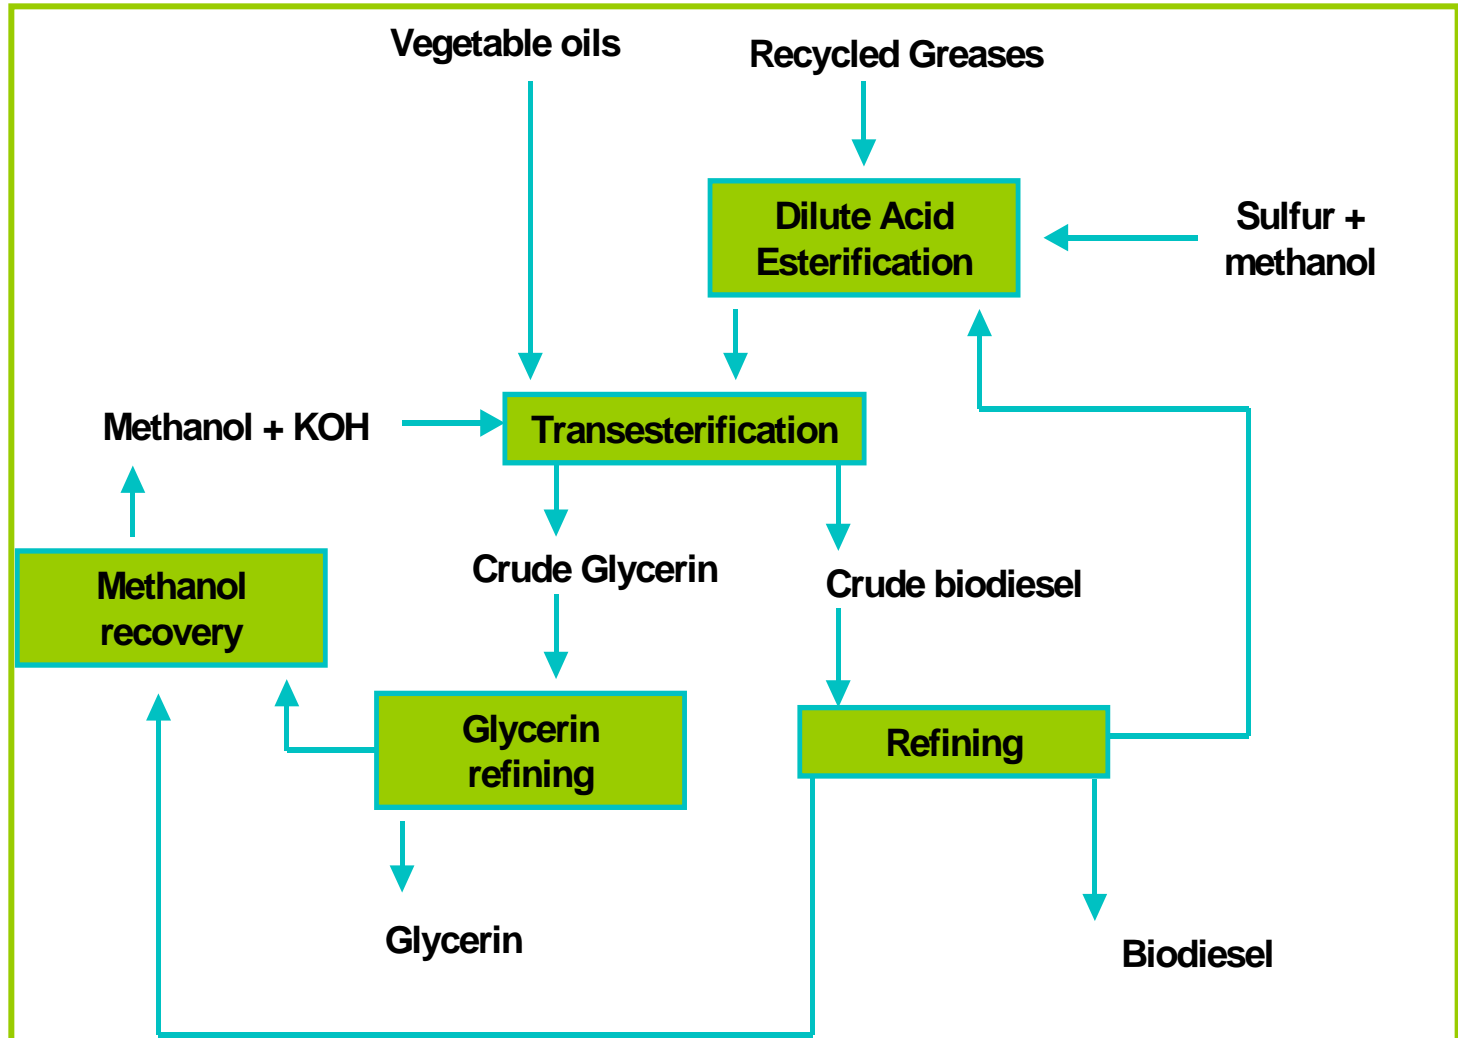 Vegetable oils
Recycled Greases
Dilute Acid
Esterification
Sulfur +
methanol
Methanol + KOH
Transesterification
Crude Glycerin
Crude biodiesel
Methanol
recovery
Glycerin
refining
Refining
Glycerin
Biodiesel